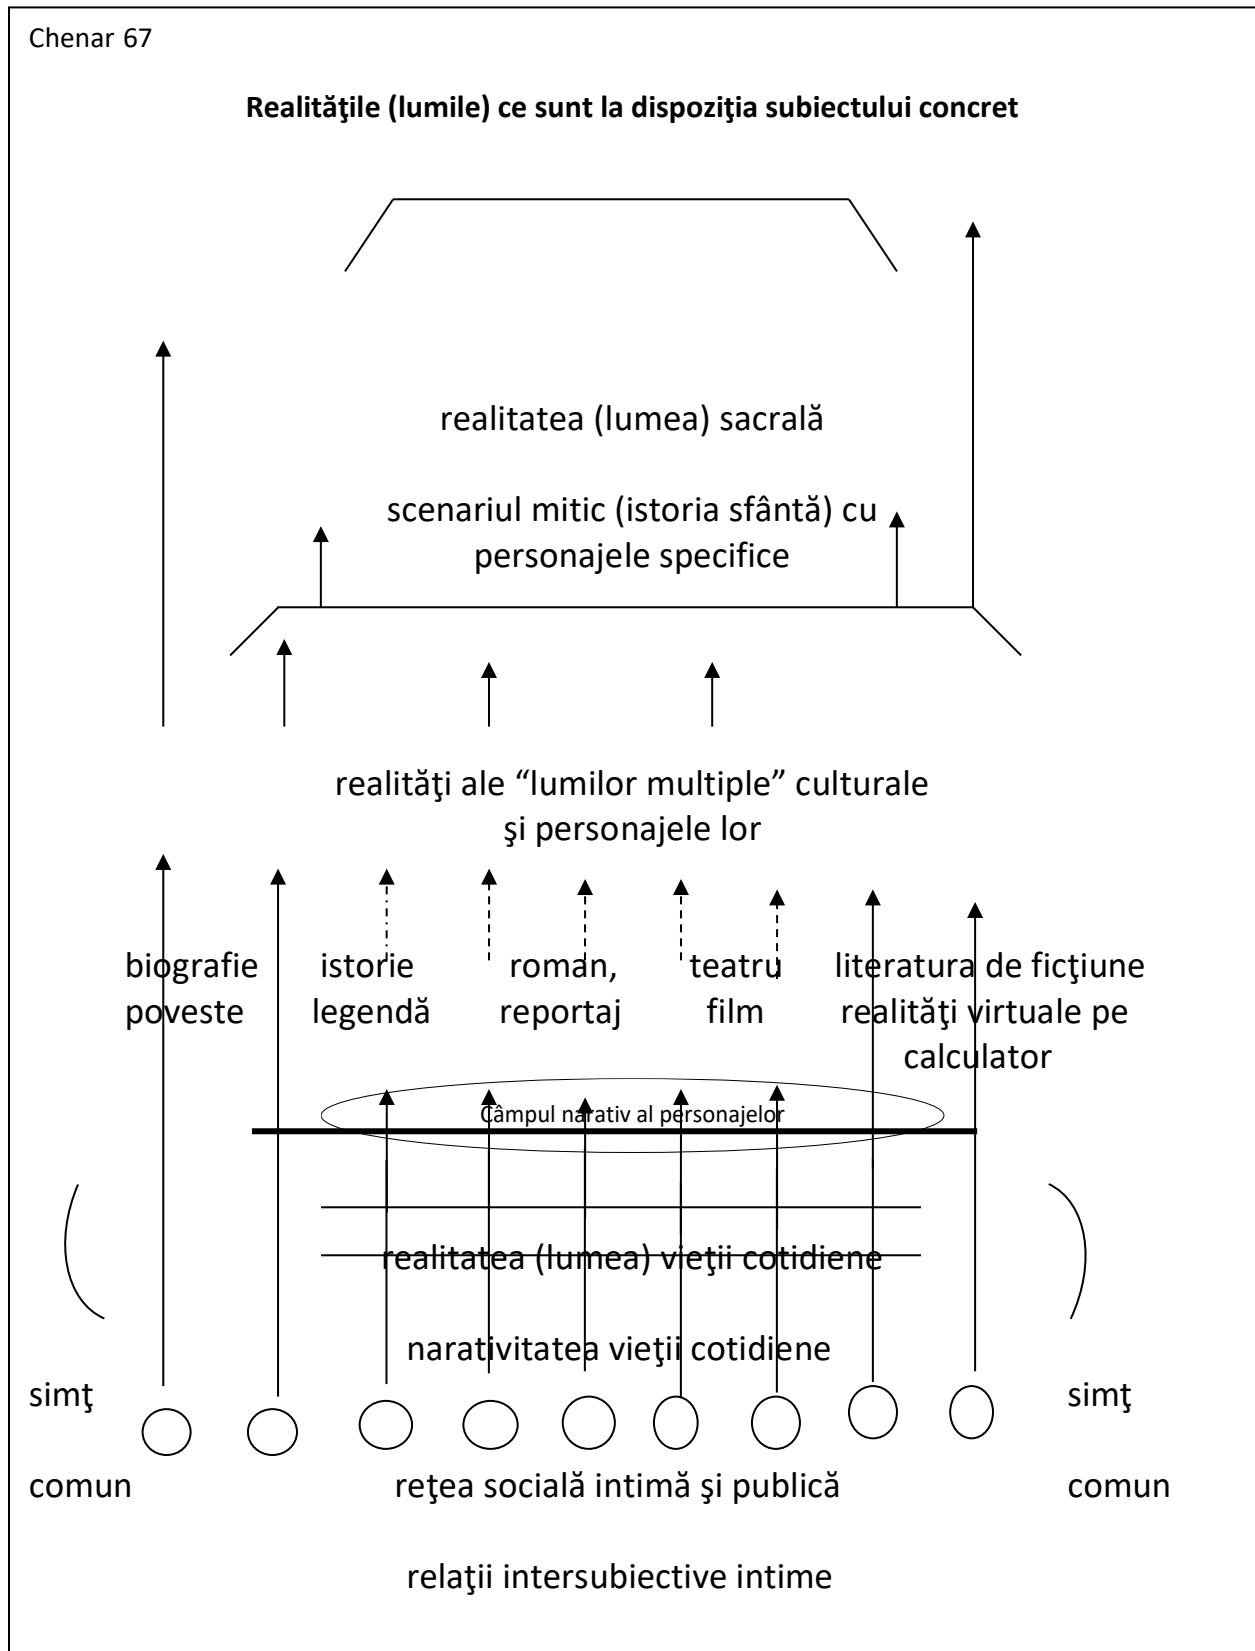 Chenar 67
Realităţile (lumile) ce sunt la dispoziţia subiectului concret
realitatea (lumea) sacrală
scenariul mitic (istoria sfântă) cu
personajele specifice
realităţi ale “lumilor multiple” culturale
şi personajele lor
biografie istorie roman, teatru literatura de ficţiune
poveste legendă reportaj film realităţi virtuale pe
calculator
Câmpul narativ al personajelor
realitatea (lumea) vieţii cotidiene
narativitatea vieţii cotidiene
simţ simţ
comun reţea socială intimă şi publică comun
relaţii intersubiective intime